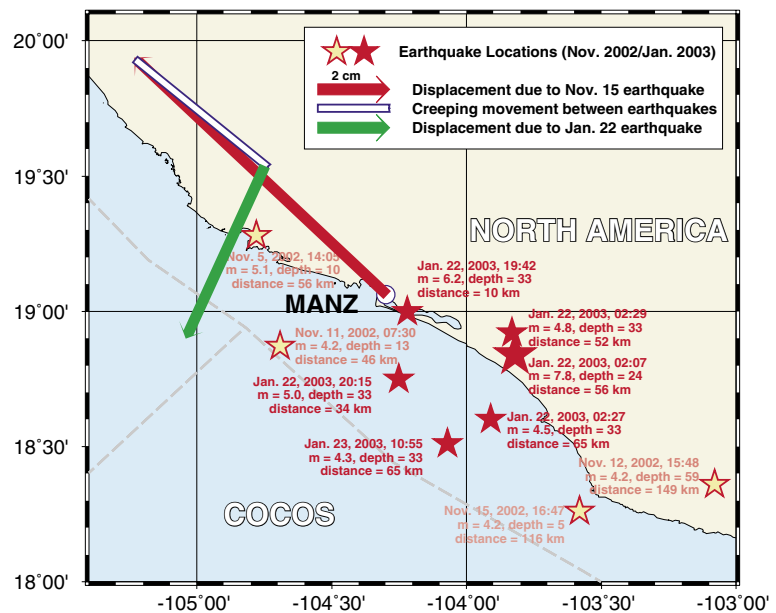 20°00'
19°30'
19°00'
18°30'
18°00'
-105°00'
-104°30'
-104°00'
-103°30'
-103°00'
Earthquake Locations (Nov. 2002/Jan. 2003)
2 cm
Displacement due to Nov. 15 earthquake
Creeping movement between earthquakes
Displacement due to Jan. 22 earthquake
NORTH AMERICA
Nov. 5, 2002, 14:05
m = 5.1, depth = 10
distance = 56 km
MANZ
Jan. 22, 2003, 19:42
m = 6.2, depth = 33
distance = 10 km
Jan. 22, 2003, 02:29
m = 4.8, depth = 33
distance = 52 km
Nov. 11, 2002, 07:30
m = 4.2, depth = 13
distance = 46 km
Jan. 22, 2003, 02:07
m = 7.8, depth = 24
distance = 56 km
Jan. 22, 2003, 20:15
m = 5.0, depth = 33
distance = 34 km
Jan. 22, 2003, 02:27
m = 4.5, depth = 33
distance = 65 km
Jan. 23, 2003, 10:55
m = 4.3, depth = 33
distance = 65 km
Nov. 12, 2002, 15:48
m = 4.2, depth = 59
distance = 149 km
Nov. 15, 2002, 16:47
m = 4.2, depth = 5
distance = 116 km
COCOS